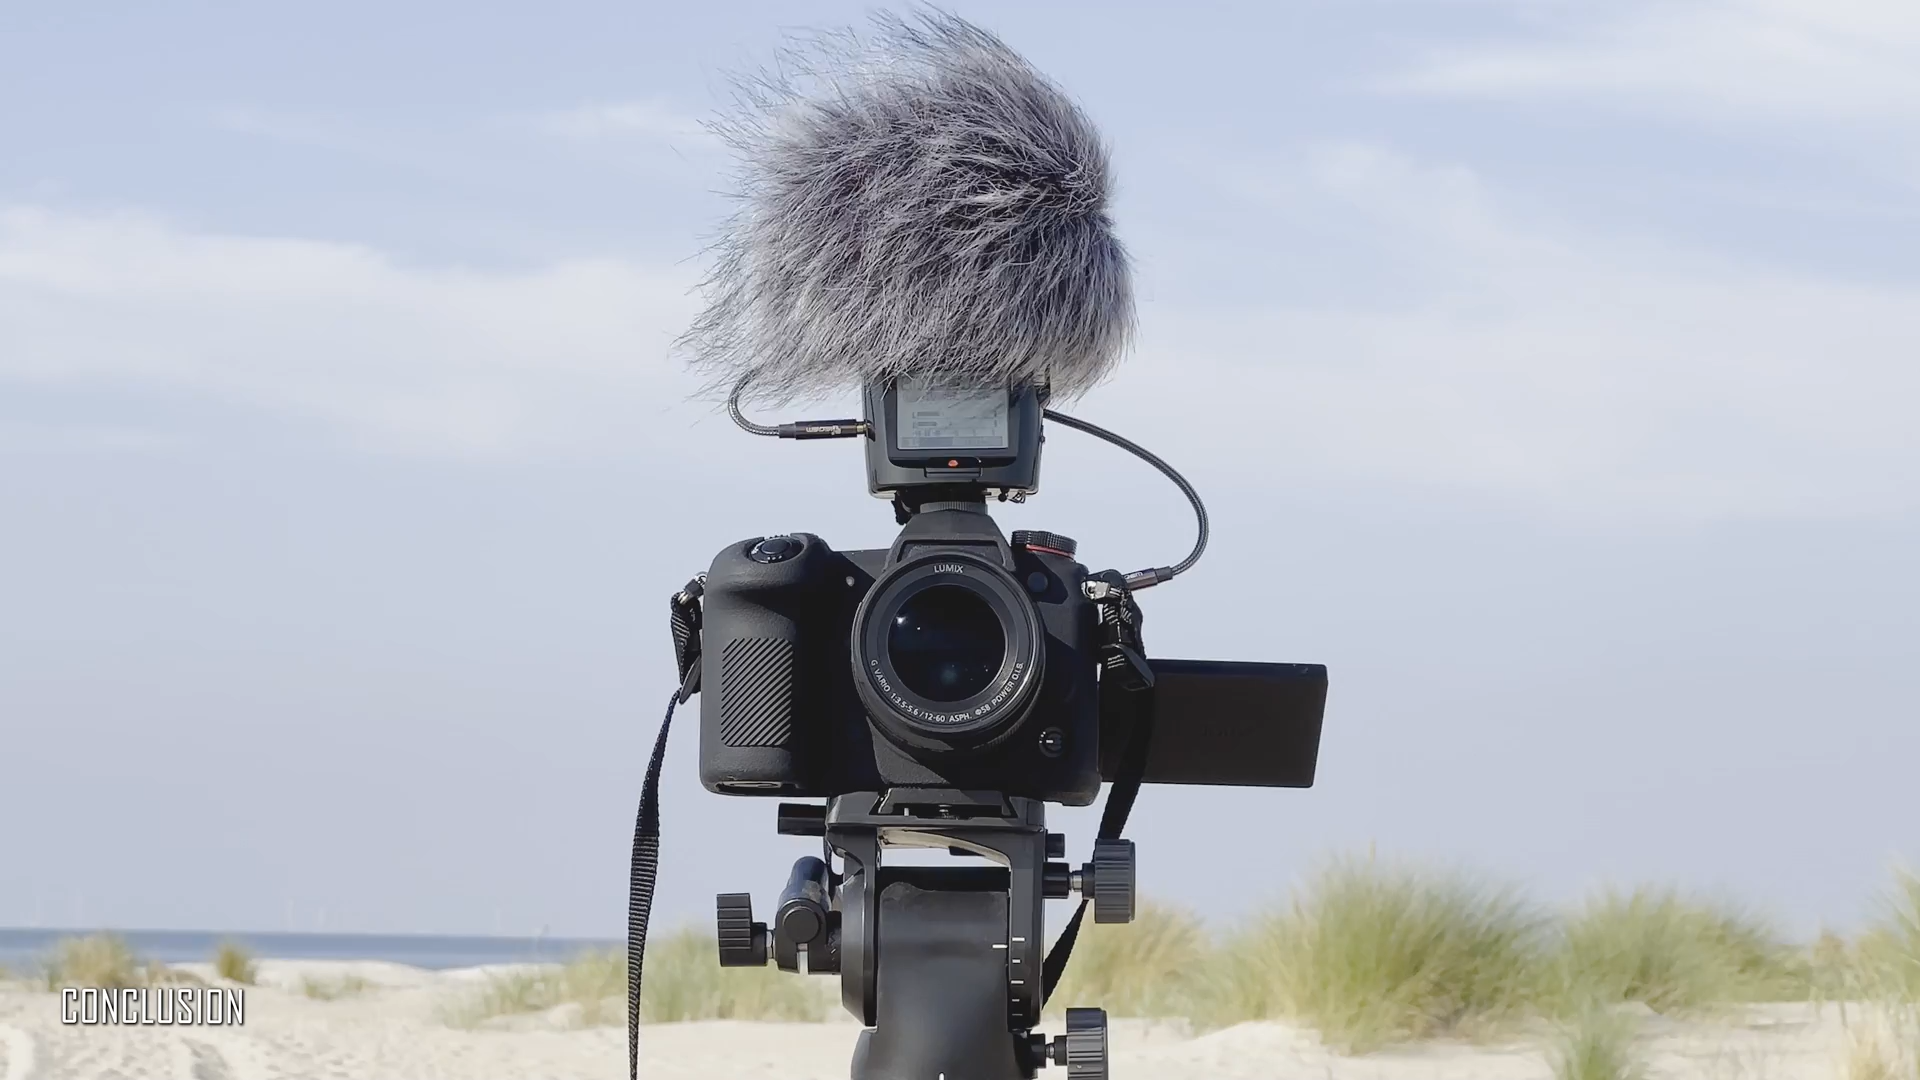 LUMIX
G VARIO 1:3.5-5.6 / 12-60 ASPH. Φ58 POWER O.I.S.
CONCLUSION